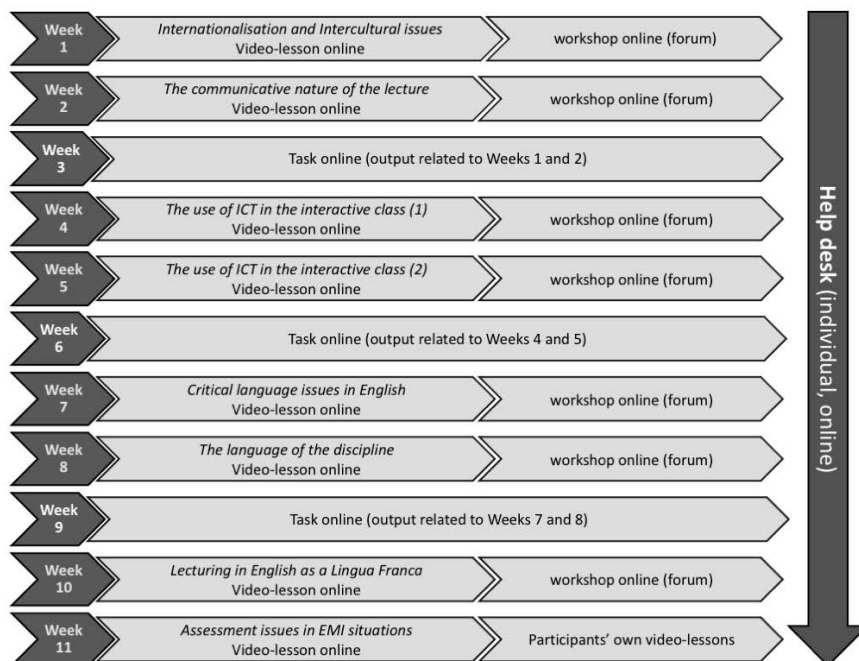 Week
1
Internationalisation and Intercultural issues
Video-lesson online
workshop online (forum)
Week
2
The communicative nature of the lecture
Video-lesson online
workshop online (forum)
Week
3
Task online (output related to Weeks 1 and 2)
Week
4
The use of ICT in the interactive class (1)
Video-lesson online
workshop online (forum)
Week
5
The use of ICT in the interactive class (2)
Video-lesson online
workshop online (forum)
Week
6
Task online (output related to Weeks 4 and 5)
Week
7
Critical language issues in English
Video-lesson online
workshop online (forum)
Week
8
The language of the discipline
Video-lesson online
workshop online (forum)
Week
9
Task online (output related to Weeks 7 and 8)
Week
10
Lecturing in English as a Lingua Franca
Video-lesson online
workshop online (forum)
Week
11
Assessment issues in EMI situations
Video-lesson online
Participants' own video-lessons
Help desk (individual, online)